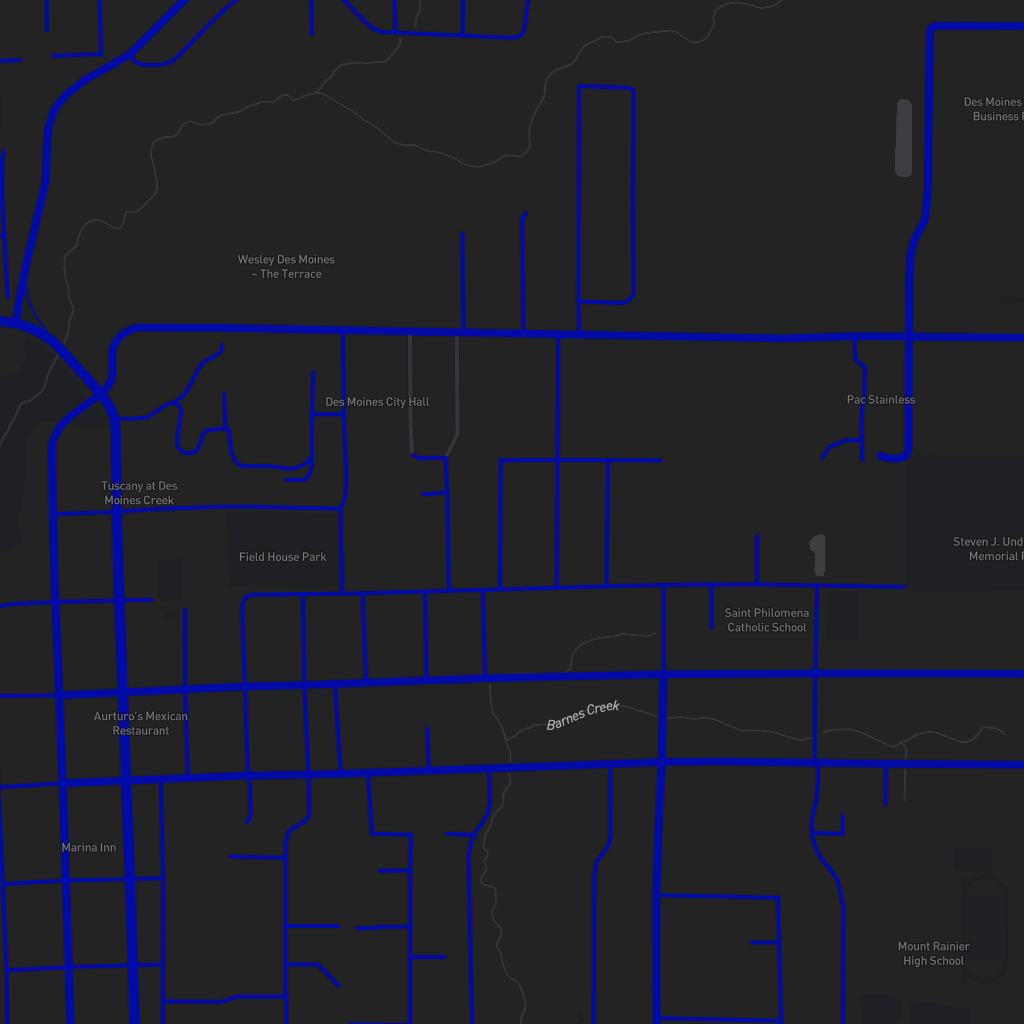 Des Moines
Business
Wesley Des Moines
– The Terrace
Des Moines City Hall
Pac Stainless
Tuscany at Des
Moines Creek
Field House Park
Steven J. Und
Memorial
Saint Philomena
Catholic School
Barnes Creek
Aurturo's Mexican
Restaurant
Marina Inn
Mount Rainier
High School